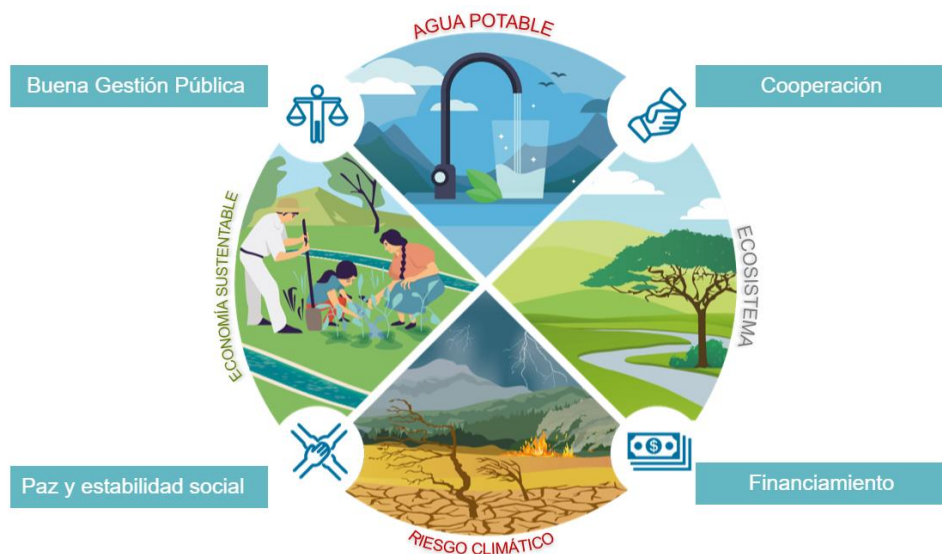 AGUA POTABLE
Buena Gestión Pública
Cooperación
ECONOMÍA SUSTENTABLE
ECOSISTEMA
$
Paz y estabilidad social
Financiamiento
RIESGO CLIMÁTICO